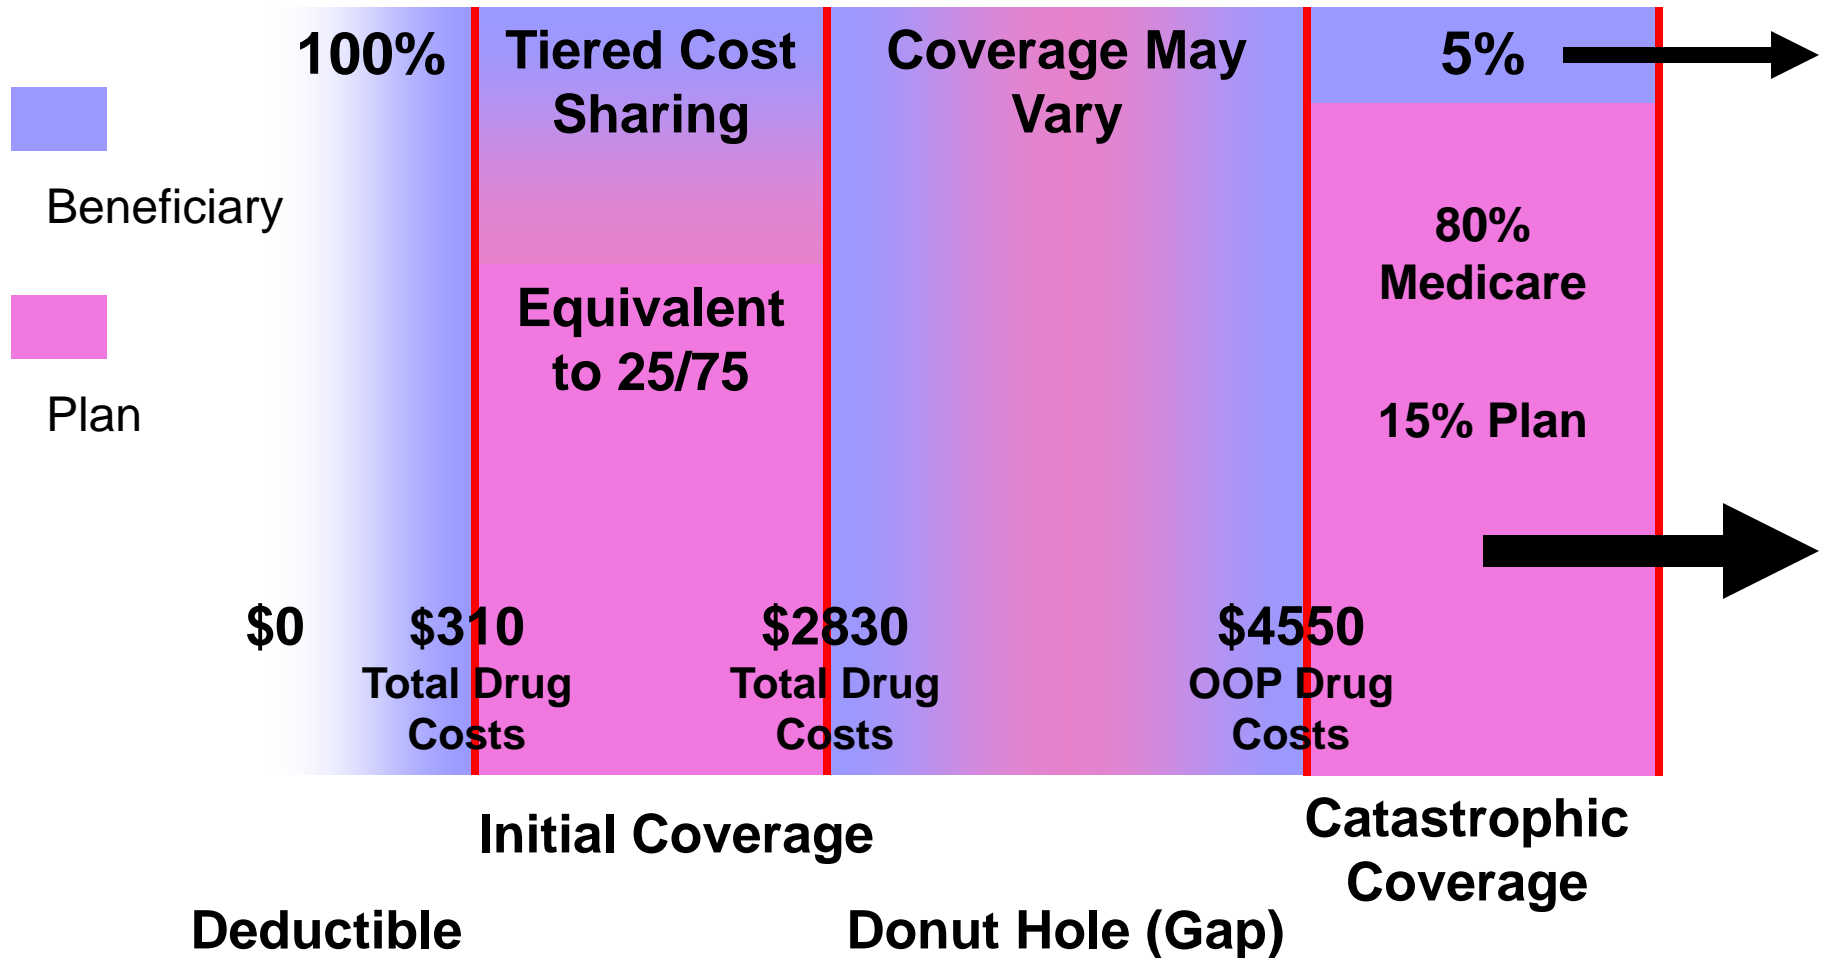 100%
Tiered Cost
Sharing
Coverage May
Vary
5%
Beneficiary
Plan
Equivalent
to 25/75
80%
Medicare
15% Plan
$0
$310
Total Drug
Costs
$2830
Total Drug
Costs
$4550
OOP Drug
Costs
Initial Coverage
Catastrophic
Coverage
Deductible
Donut Hole (Gap)